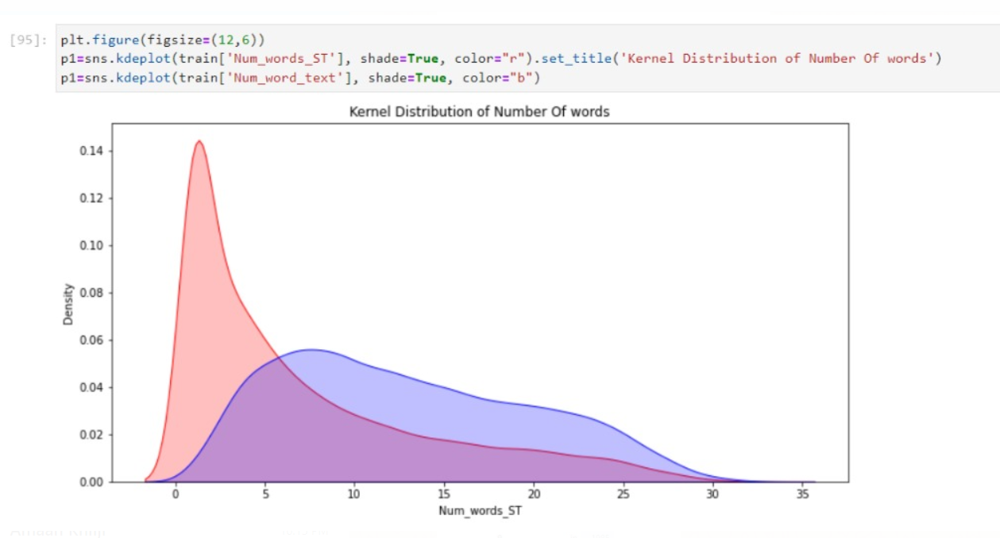 [95]: plt.figure(figsize=(12,6))
p1=sns.kdeplot(train['Num_words_ST'], shade=True, color="r").set_title('Kernel Distribution of Number Of words')
p1=sns.kdeplot(train['Num_word_text'], shade=True, color="b")
Kernel Distribution of Number Of words
0.14
0.12
0.10
0.08
0.06
0.04
0.02
0.00
Density
0 5 10 15 20 25 30 35
Num_words_ST